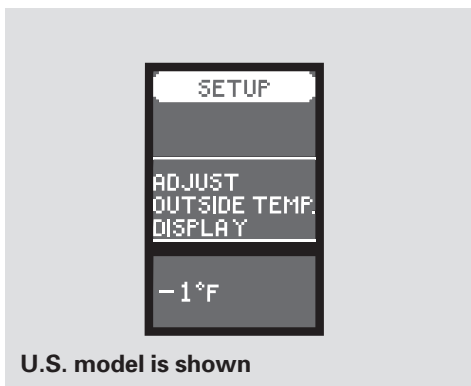 SETUP
ADJUST
OUTSIDE TEMP.
DISPLAY
−1°F
U.S. model is shown